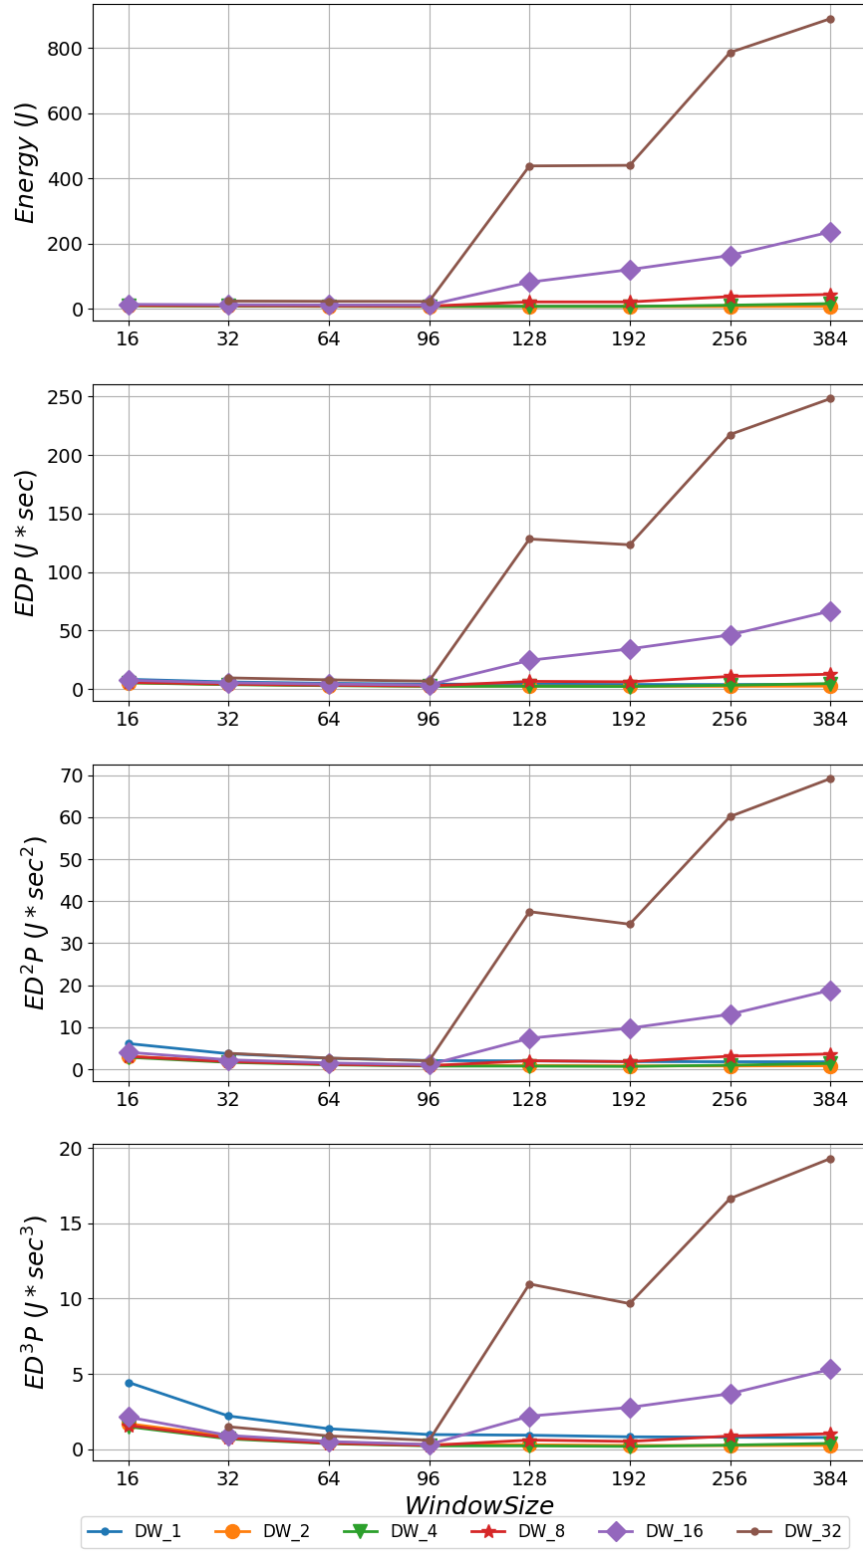 Energy (J)
800
600
400
200
0
16 32 64 96 128 192 256 384
EDP (J * sec)
250
200
150
100
50
0
16 32 64 96 128 192 256 384
ED²P (J * sec²)
70
60
50
40
30
20
10
0
16 32 64 96 128 192 256 384
ED³P (J * sec³)
20
15
10
5
0
16 32 64 96 128 192 256 384
WindowSize
DW_1 DW_2 DW_4 DW_8 DW_16 DW_32